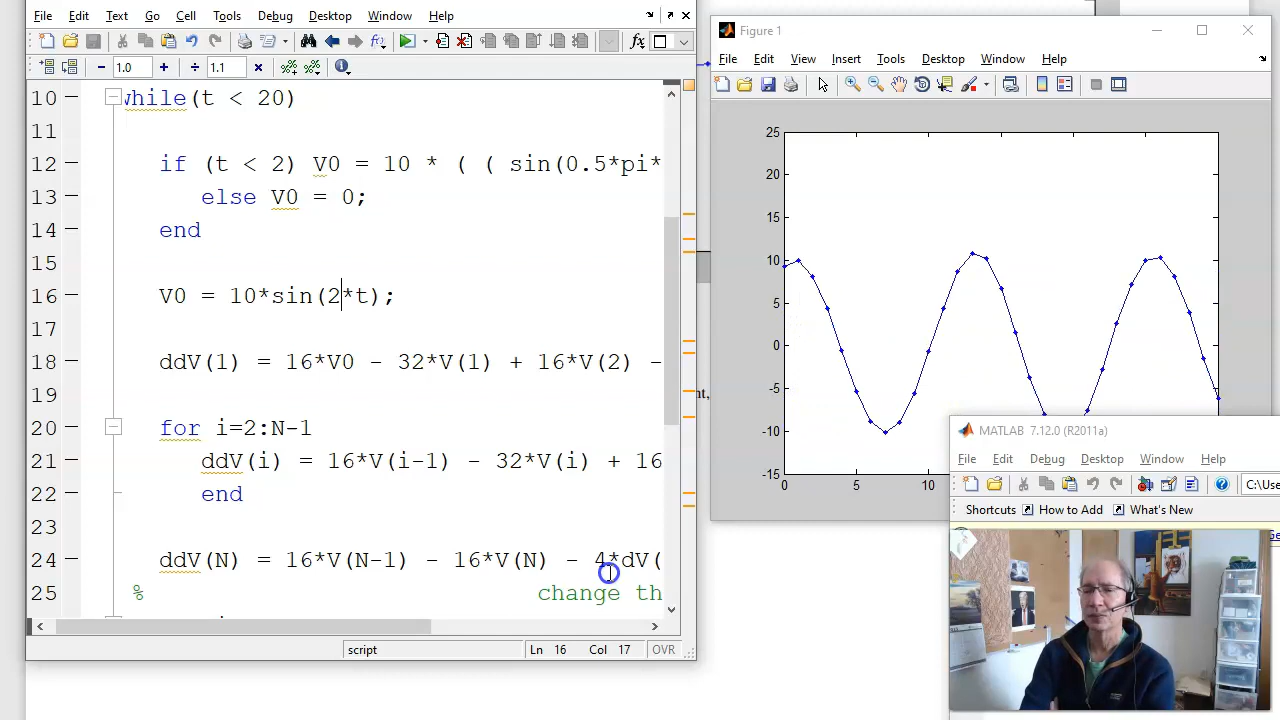 File Edit Text Go Cell Tools Debug Desktop Window Help
1.0
1.1
10 while(t < 20)
11
12 if (t < 2) V0 = 10 * ( ( sin(0.5*pi*
13 else V0 = 0;
14 end
15
16 V0 = 10*sin(2*t);
17
18 ddV(1) = 16*V0 - 32*V(1) + 16*V(2) -
19
20 for i=2:N-1
21 ddV(i) = 16*V(i-1) - 32*V(i) + 16
22 end
23
24 ddV(N) = 16*V(N-1) - 16*V(N) - 4*dV(
25 % change th
script
Ln 16 Col 17 OVR
nt,
Figure 1
File Edit View Insert Tools Desktop Window Help
25
20
15
10
5
0
-5
-10
-15
0 5 10
MATLAB 7.12.0 (R2011a)
File Edit Debug Desktop Window Help
C:\Use
Shortcuts How to Add What's New